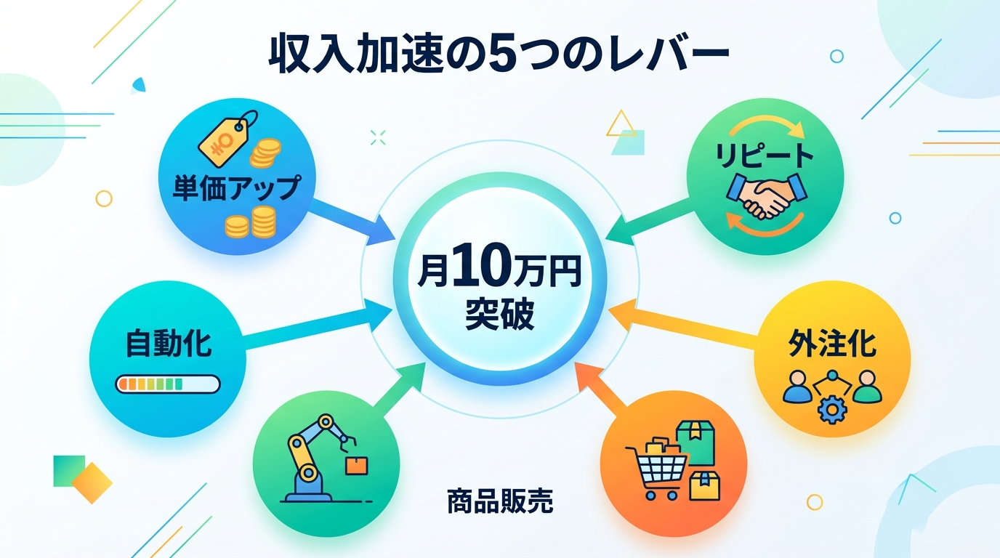 収入加速の5つのレバー
単価アップ
リピート
月10万円
突破
自動化
外注化
商品販売